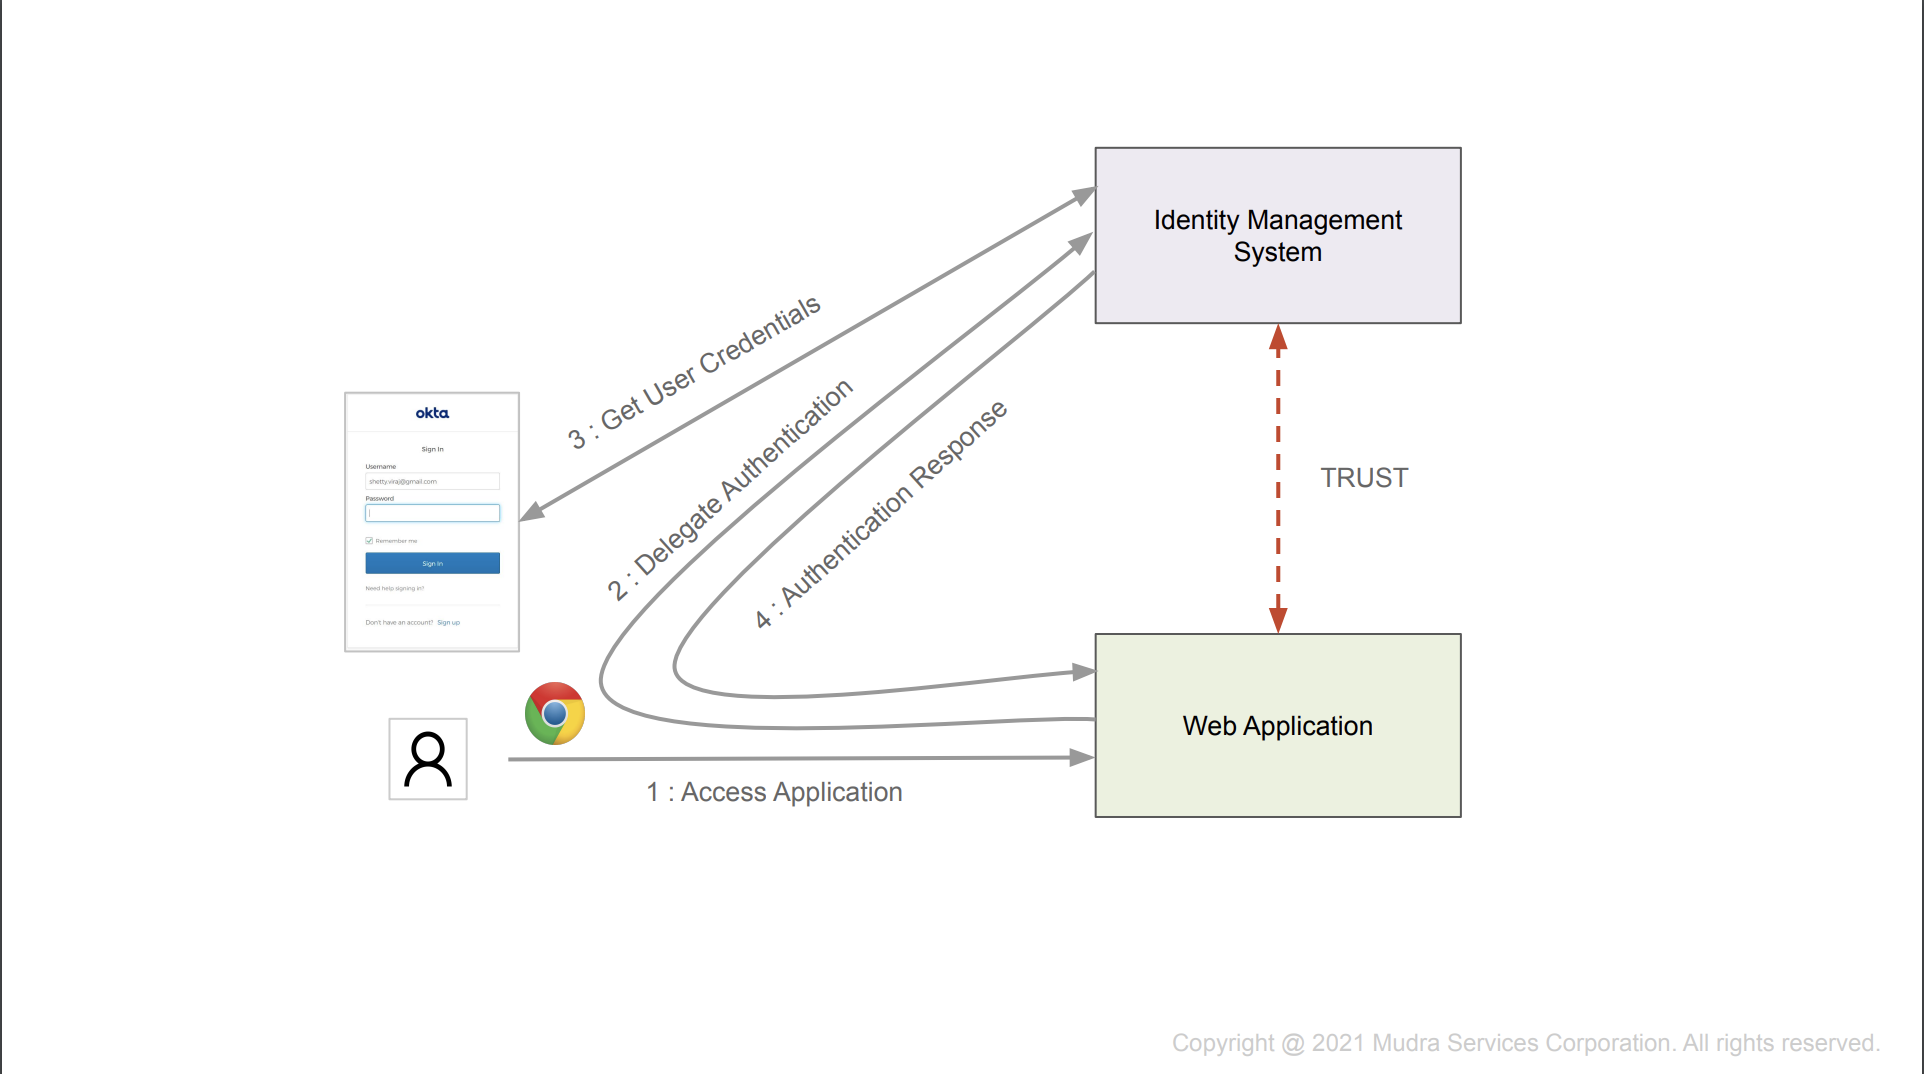 Identity Management
System
3 : Get User Credentials
2 : Delegate Authentication
4 : Authentication Response
TRUST
okta
Sign In
Username
shetty.viraj@gmail.com
Password
Remember me
Sign In
Need help signing in?
Don't have an account? Sign up
Web Application
1 : Access Application
Copyright @ 2021 Mudra Services Corporation. All rights reserved.